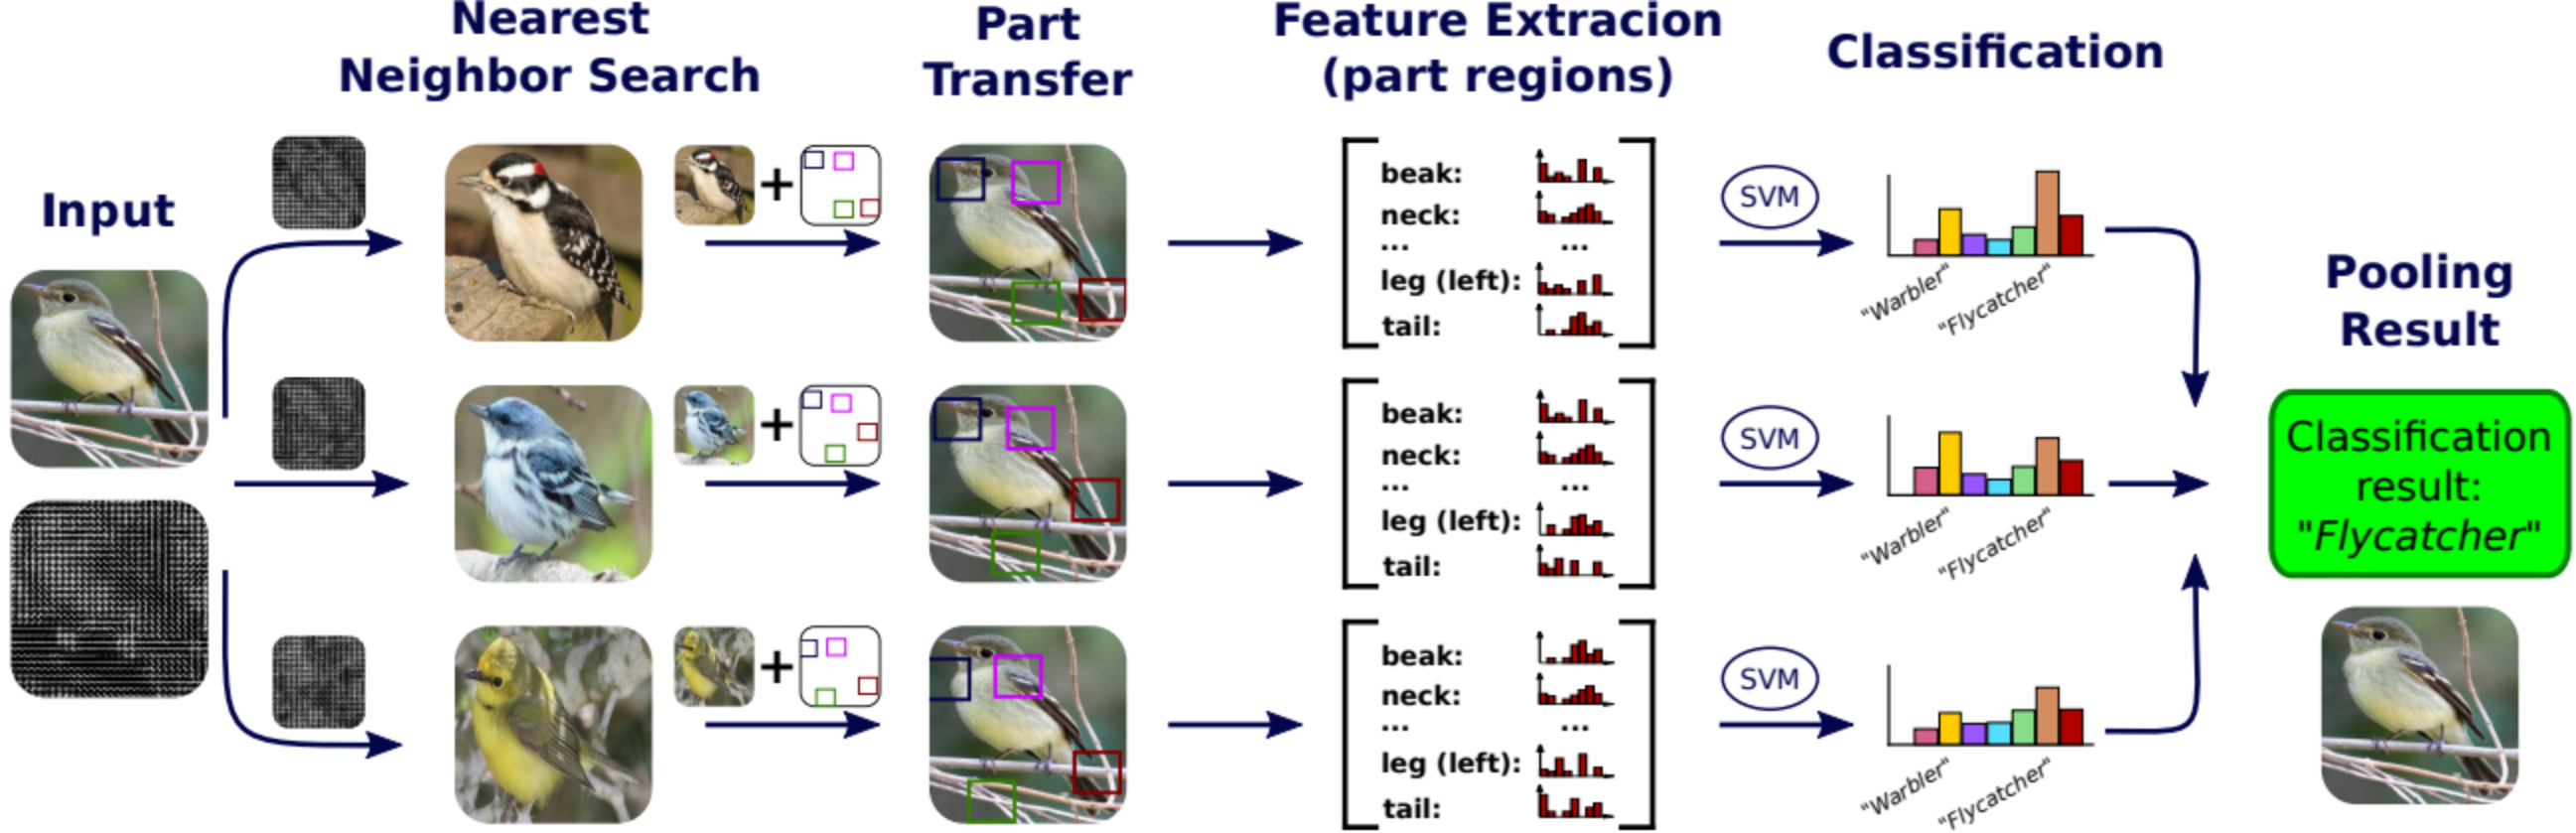 Nearest
Neighbor Search
Part
Transfer
Feature Extracion
(part regions)
Classification
Input
Pooling
Result
+
beak:
neck:
...
...
leg (left):
tail:
SVM
"Warbler"
"Flycatcher"
+
beak:
neck:
...
...
leg (left):
tail:
SVM
"Warbler"
"Flycatcher"
+
beak:
neck:
...
...
leg (left):
tail:
SVM
"Warbler"
"Flycatcher"
Classification
result:
"Flycatcher"